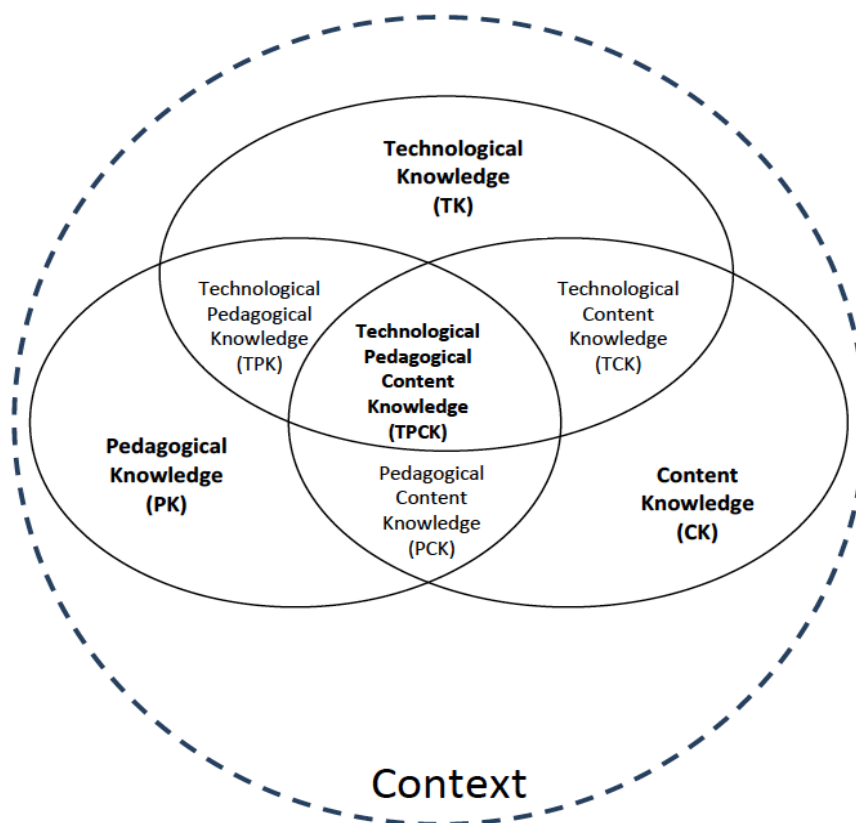 Technological
Knowledge
(TK)
Technological
Pedagogical
Knowledge
(TPK)
Technological
Content
Knowledge
(TCK)
Technological
Pedagogical
Content
Knowledge
(TPCK)
Pedagogical
Knowledge
(PK)
Pedagogical
Content
Knowledge
(PCK)
Content
Knowledge
(CK)
Context